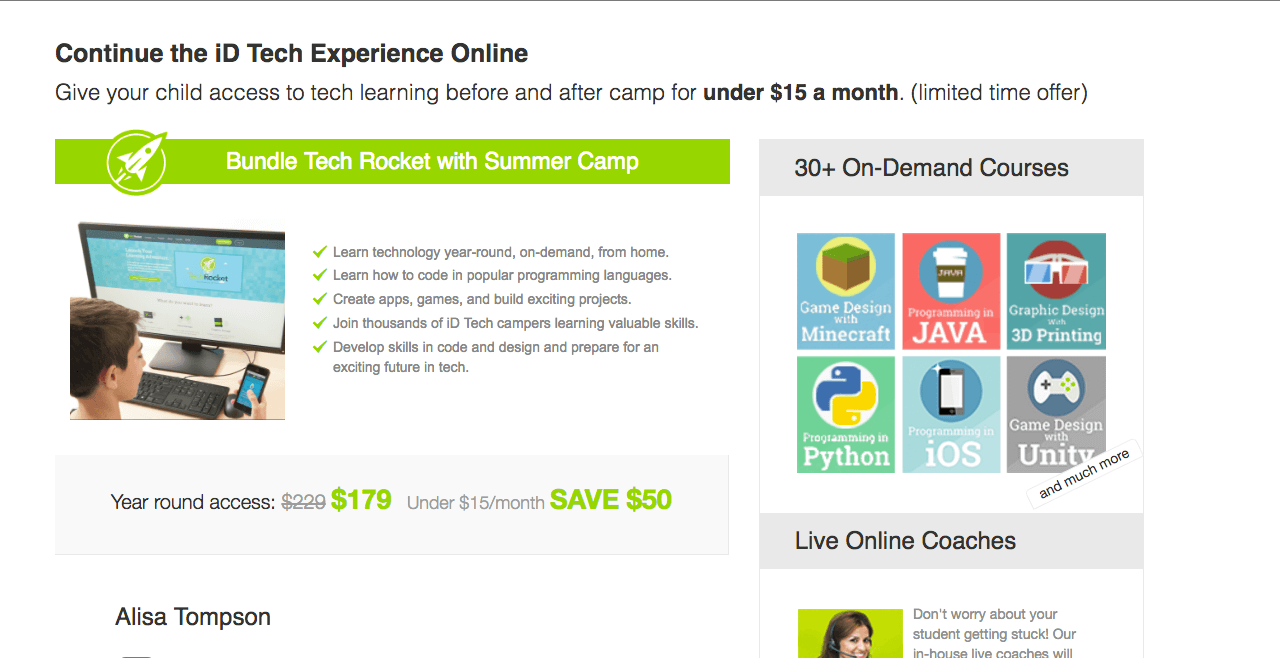 Continue the iD Tech Experience Online
Give your child access to tech learning before and after camp for under $15 a month. (limited time offer)
Bundle Tech Rocket with Summer Camp
Learn technology year-round, on-demand, from home.
Learn how to code in popular programming languages.
Create apps, games, and build exciting projects.
Join thousands of iD Tech campers learning valuable skills.
Develop skills in code and design and prepare for an
exciting future in tech.
Year round access: $229 $179 Under $15/month SAVE $50
Alisa Tompson
30+ On-Demand Courses
Game Design
with
Minecraft
JAVA
Programming in
JAVA
Graphic Design
With
3D Printing
Programming in
Python
Programming in
iOS
Game Design
with
Unity
and much more
Live Online Coaches
Don't worry about your
student getting stuck! Our
in-house live coaches will